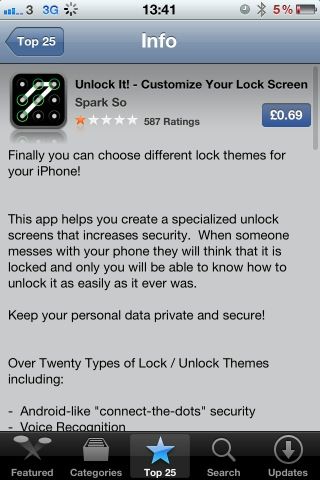 3 3G 13:41 5%
Top 25 Info
Unlock It! - Customize Your Lock Screen
Spark So
587 Ratings
£0.69
Finally you can choose different lock themes for
your iPhone!
This app helps you create a specialized unlock
screens that increases security. When someone
messes with your phone they will think that it is
locked and only you will be able to know how to
unlock it as easily as it ever was.
Keep your personal data private and secure!
Over Twenty Types of Lock / Unlock Themes
including:
- Android-like "connect-the-dots" security
- Voice Recognition
Featured Categories Top 25 Search Updates